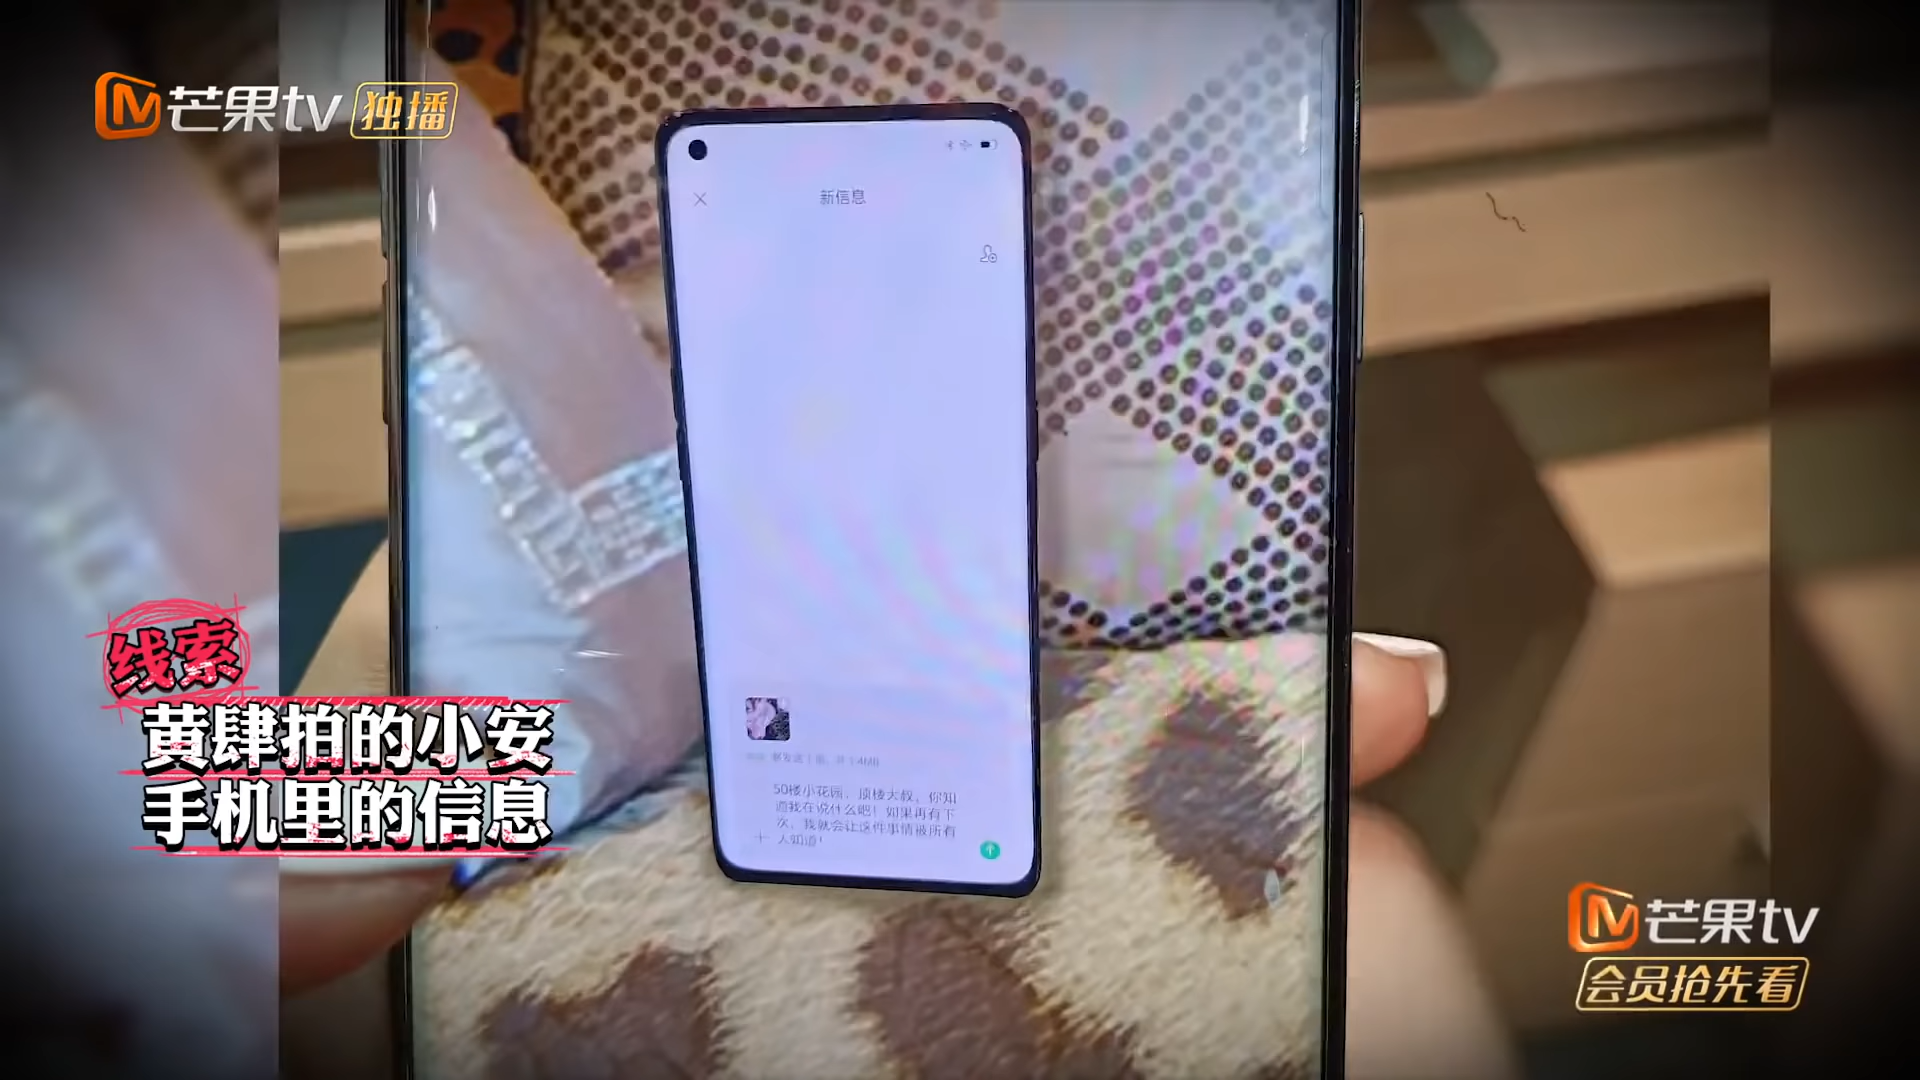 芒果tv 独播
新信息
50楼小花园，顶楼大叔，你知
道我在说什么吧！如果再有下
次，我就会让这件事情被所有
人知道！
线索
黄肆拍的小安
手机里的信息
芒果tv
会员抢先看